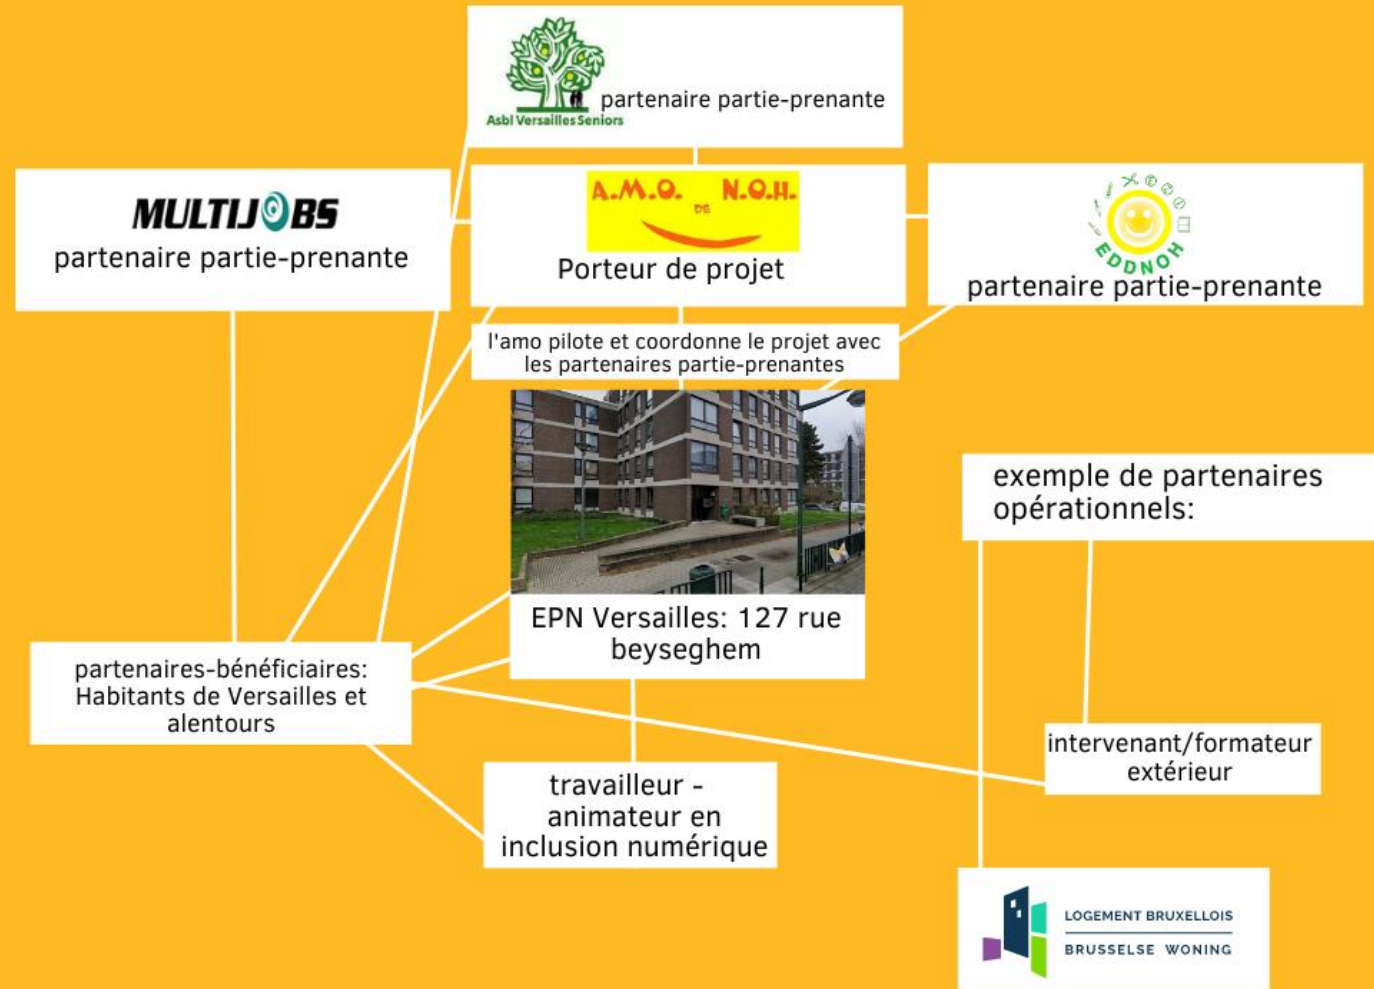 Asbl Versailles Seniors
partenaire partie-prenante
MULTIJOBS
partenaire partie-prenante
A.M.O. DE N.O.H.
Porteur de projet
EDDNOH
partenaire partie-prenante
l'amo pilote et coordonne le projet avec
les partenaires partie-prenantes
EPN Versailles: 127 rue
beyseghem
exemple de partenaires
opérationnels:
partenaires-bénéficiaires:
Habitants de Versailles et
alentours
intervenant/formateur
extérieur
travailleur -
animateur en
inclusion numérique
LOGEMENT BRUXELLOIS
BRUSSELSE WONING